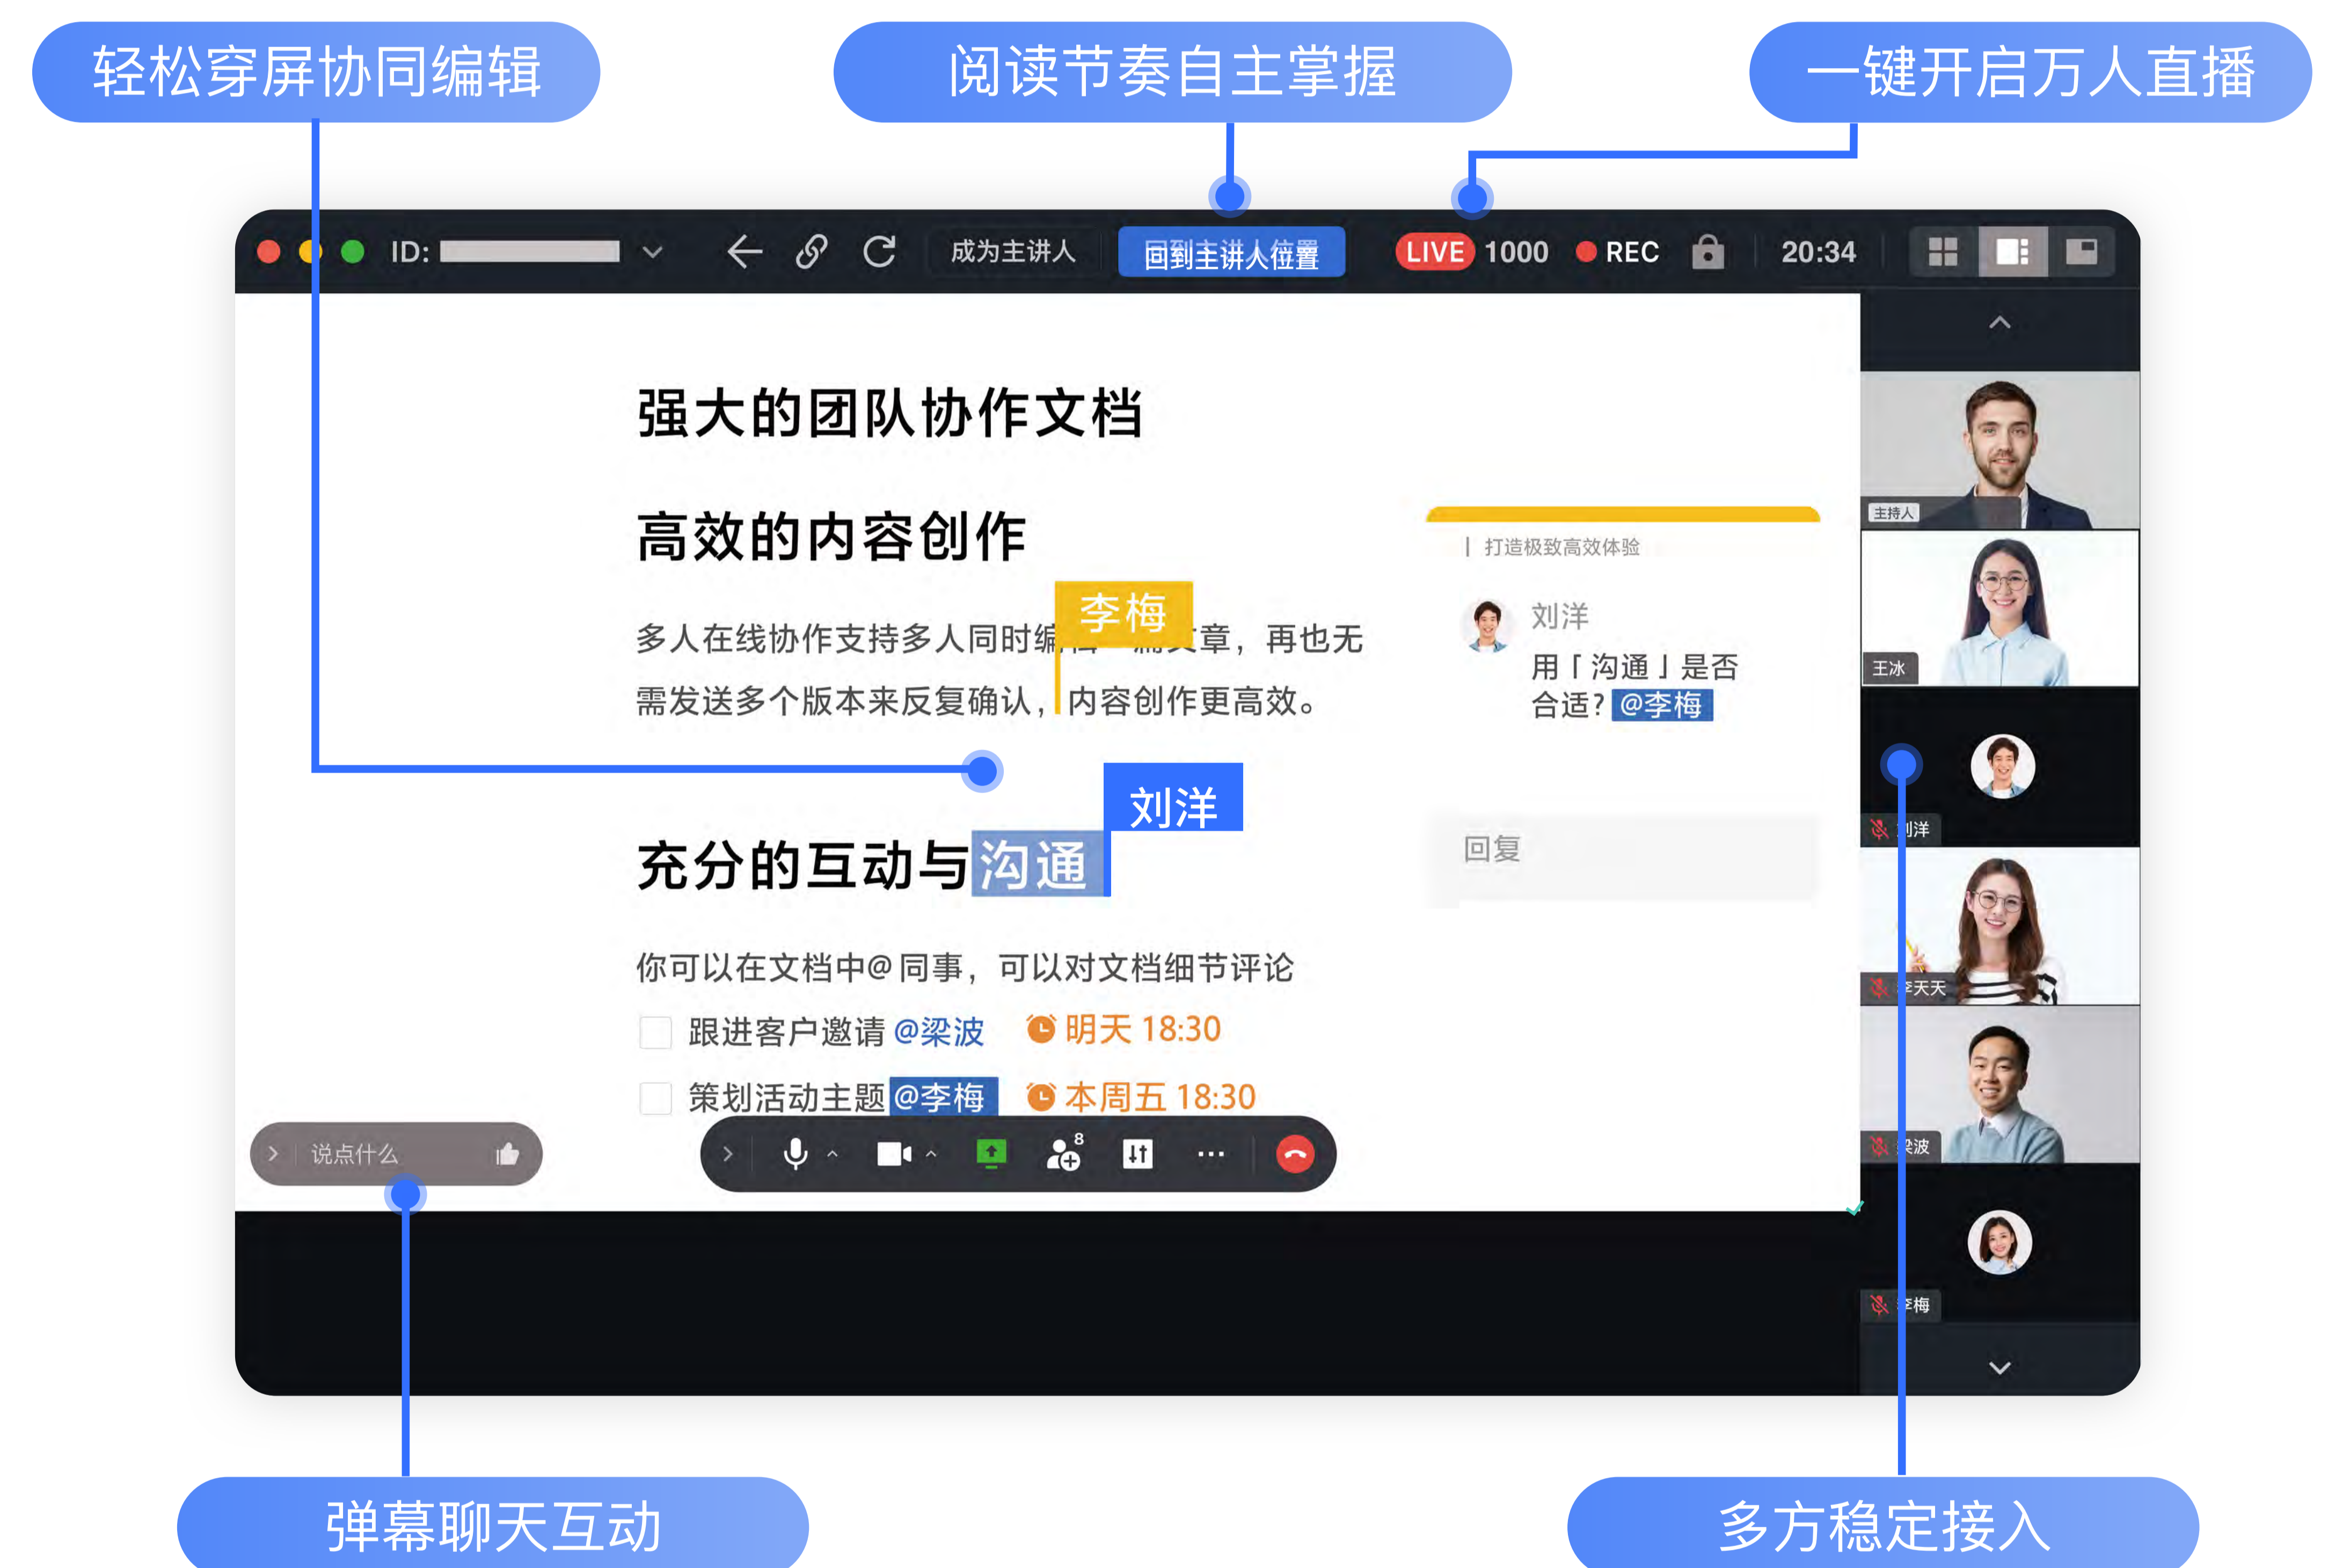 轻松穿屏协同编辑
阅读节奏自主掌握
一键开启万人直播
ID:
成为主讲人
回到主讲人位置
LIVE 1000
REC
20:34
强大的团队协作文档
高效的内容创作
李梅
多人在线协作支持多人同时编 章，再也无
需发送多个版本来反复确认，内容创作更高效。
刘洋
充分的互动与沟通
你可以在文档中@同事，可以对文档细节评论
跟进客户邀请 @梁波 明天 18:30
策划活动主题 @李梅 本周五 18:30
打造极致高效体验
刘洋
用「沟通」是否
合适? @李梅
回复
主持人
王冰
刘洋
李天天
梁波
李梅
说点什么
8
弹幕聊天互动
多方稳定接入